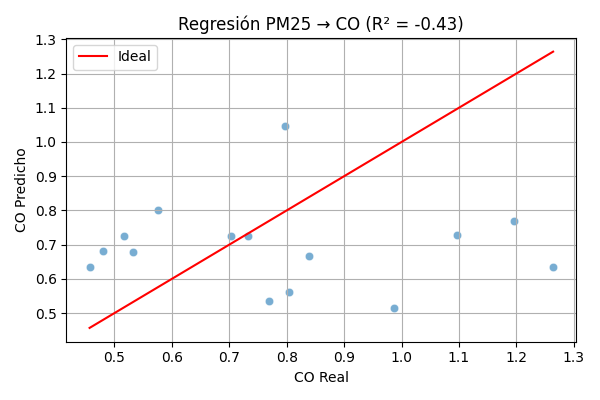 Regresión PM25 → CO (R² = -0.43)
Ideal
1.3
1.2
1.1
1.0
0.9
0.8
0.7
0.6
0.5
CO Predicho
0.5 0.6 0.7 0.8 0.9 1.0 1.1 1.2 1.3
CO Real